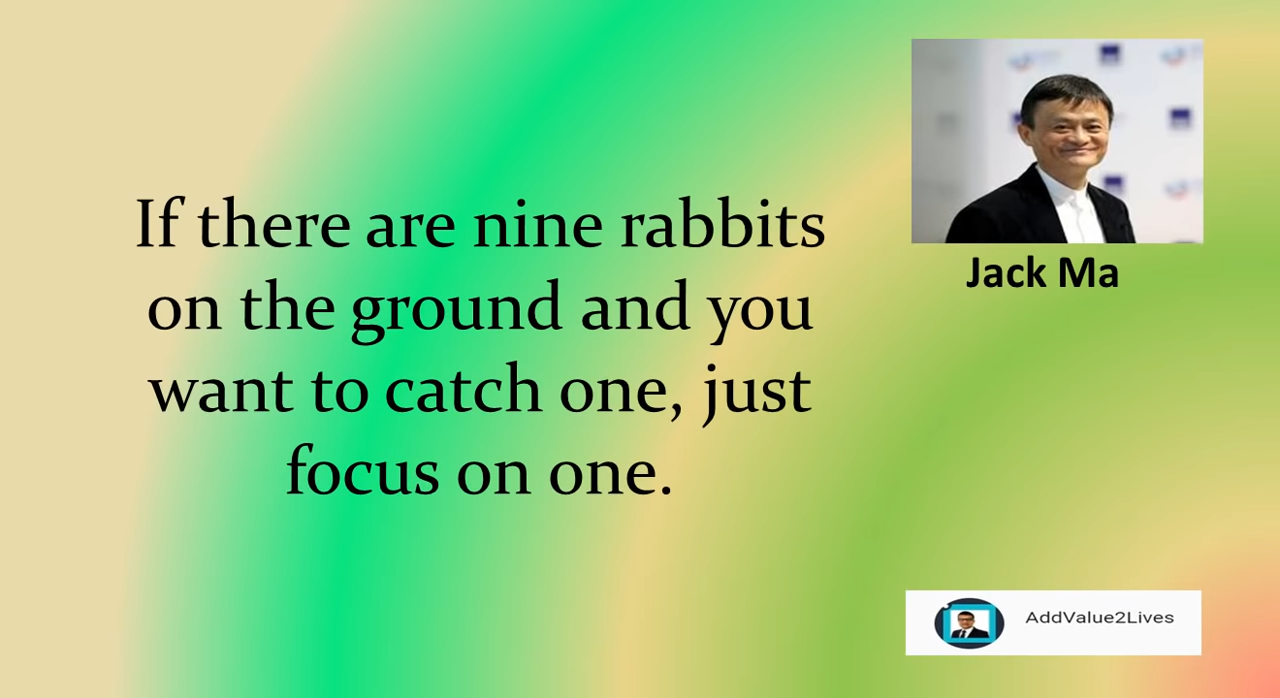 If there are nine rabbits
on the ground and you
want to catch one, just
focus on one.
Jack Ma
AddValue2Lives